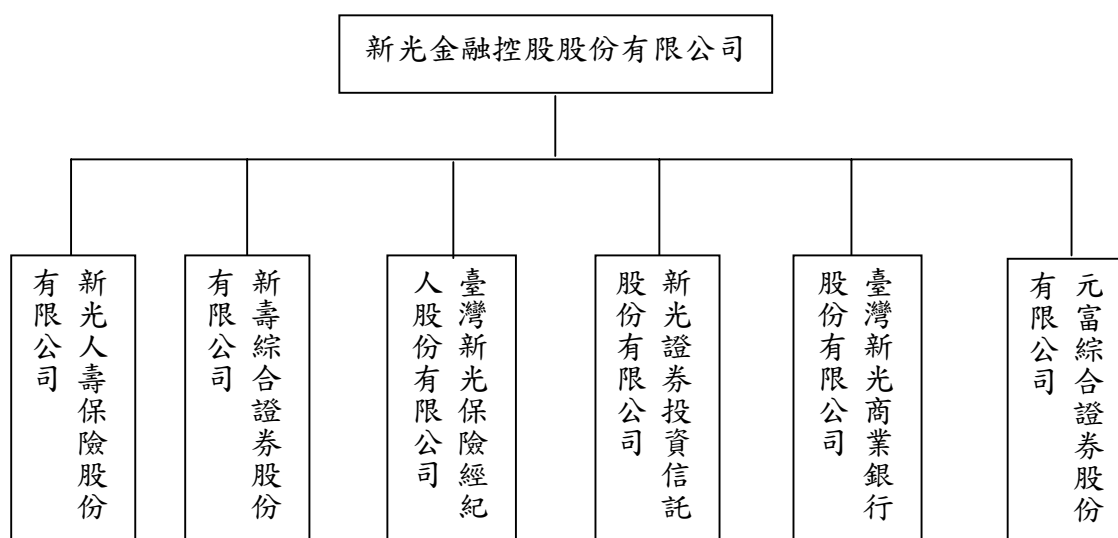 新光金融控股股份有限公司
新光人壽保險股份
有限公司
新壽綜合證券股份
有限公司
臺灣新光保險經紀
人股份有限公司
新光證券投資信託
股份有限公司
臺灣新光商業銀行
股份有限公司
元富綜合證券股份
有限公司